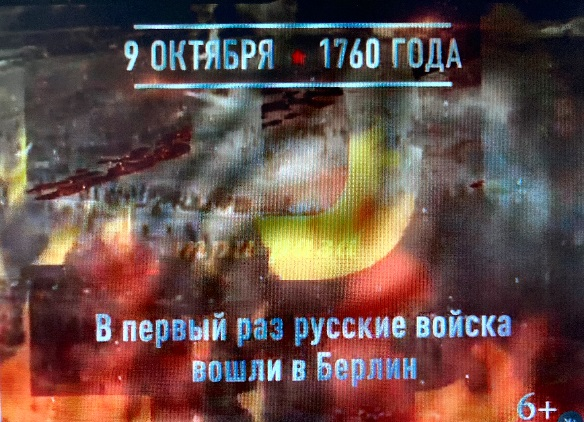 9 ОКТЯБРЯ ★ 1760 ГОДА
В первый раз русские войска
вошли в Берлин
6+